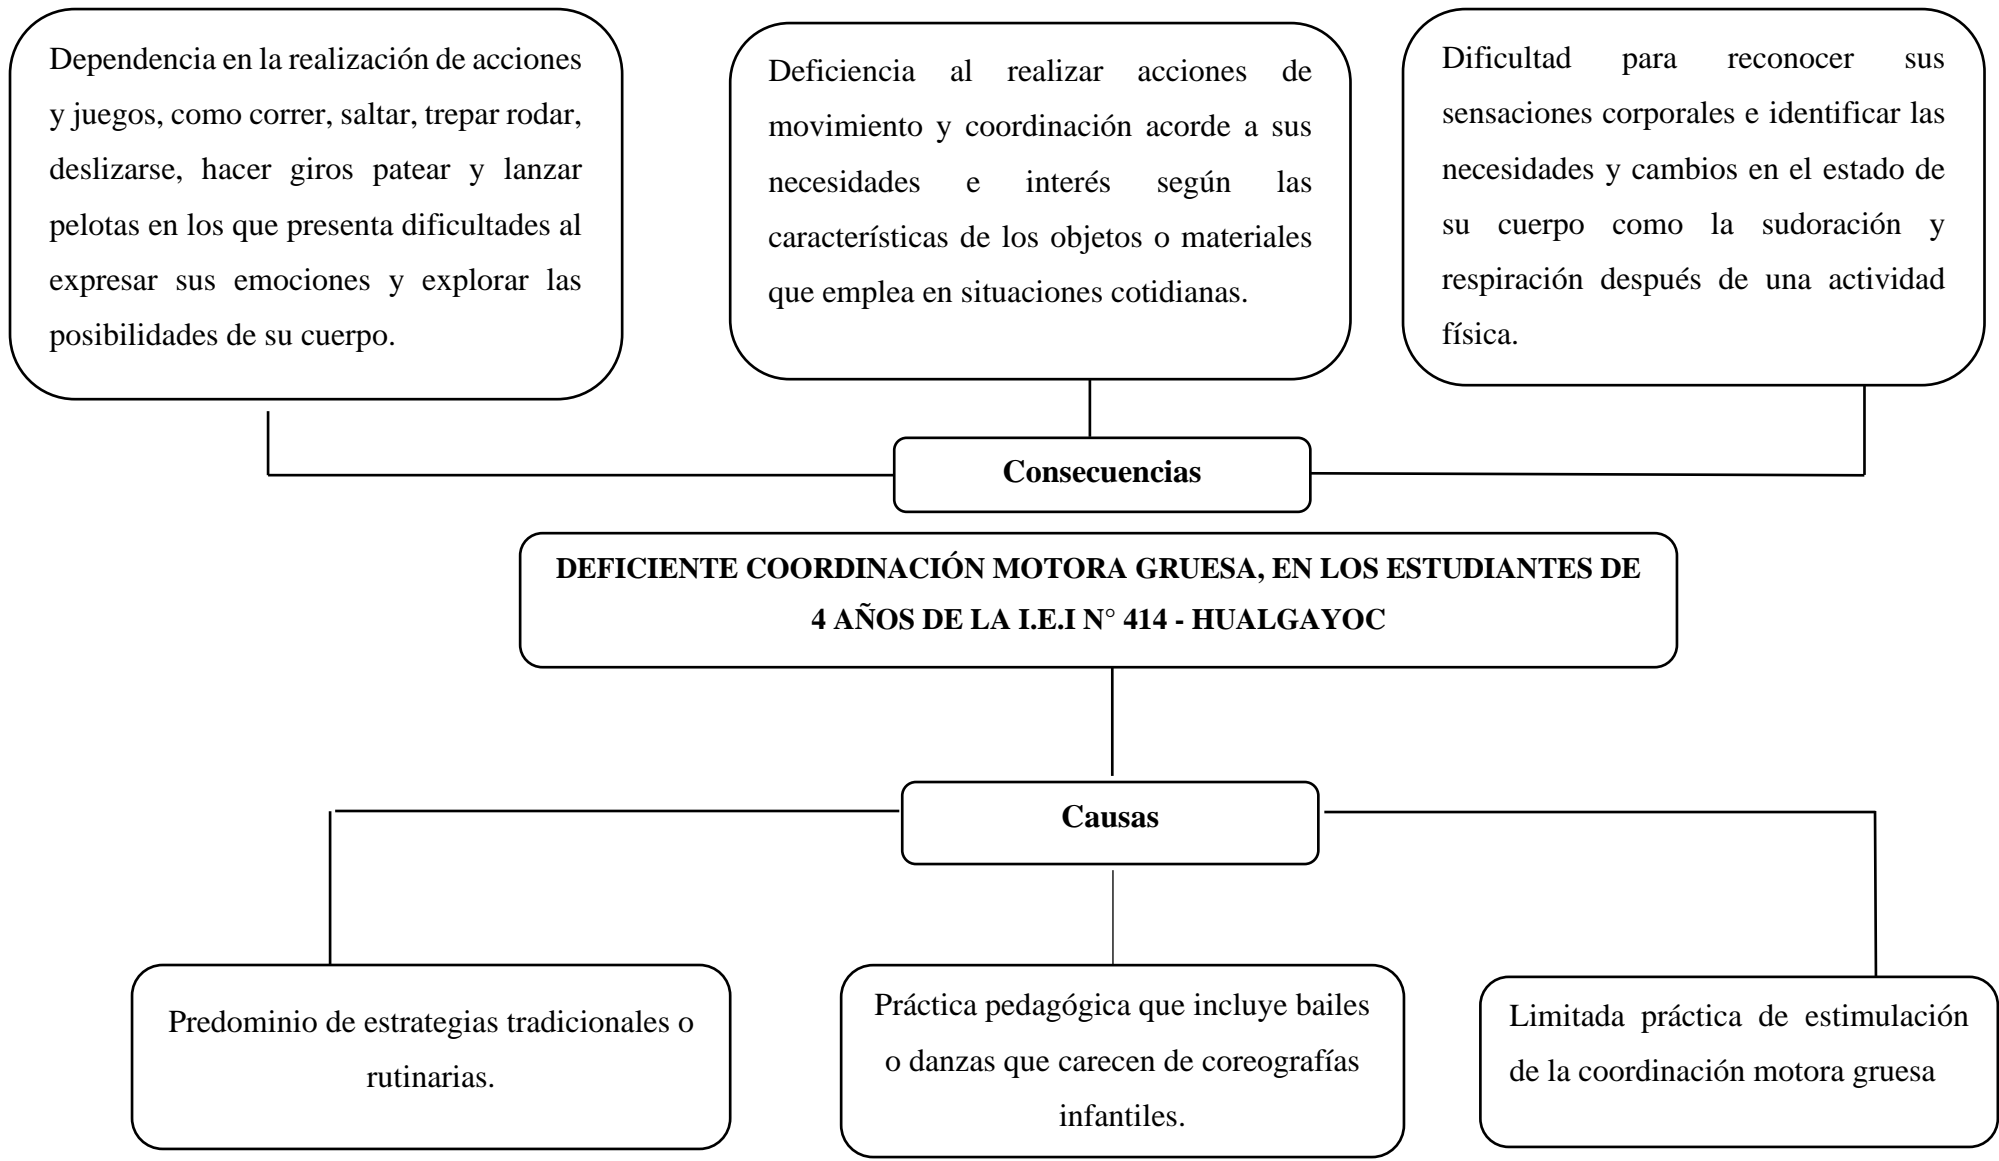 Dependencia en la realización de acciones
y juegos, como correr, saltar, trepar rodar,
deslizarse, hacer giros patear y lanzar
pelotas en los que presenta dificultades al
expresar sus emociones y explorar las
posibilidades de su cuerpo.
Deficiencia al realizar acciones de
movimiento y coordinación acorde a sus
necesidades e interés según las
características de los objetos o materiales
que emplea en situaciones cotidianas.
Dificultad para reconocer sus
sensaciones corporales e identificar las
necesidades y cambios en el estado de
su cuerpo como la sudoración y
respiración después de una actividad
física.
Consecuencias
DEFICIENTE COORDINACIÓN MOTORA GRUESA, EN LOS ESTUDIANTES DE
4 AÑOS DE LA I.E.I N° 414 - HUALGAYOC
Causas
Predominio de estrategias tradicionales o
rutinarias.
Práctica pedagógica que incluye bailes
o danzas que carecen de coreografías
infantiles.
Limitada práctica de estimulación
de la coordinación motora gruesa